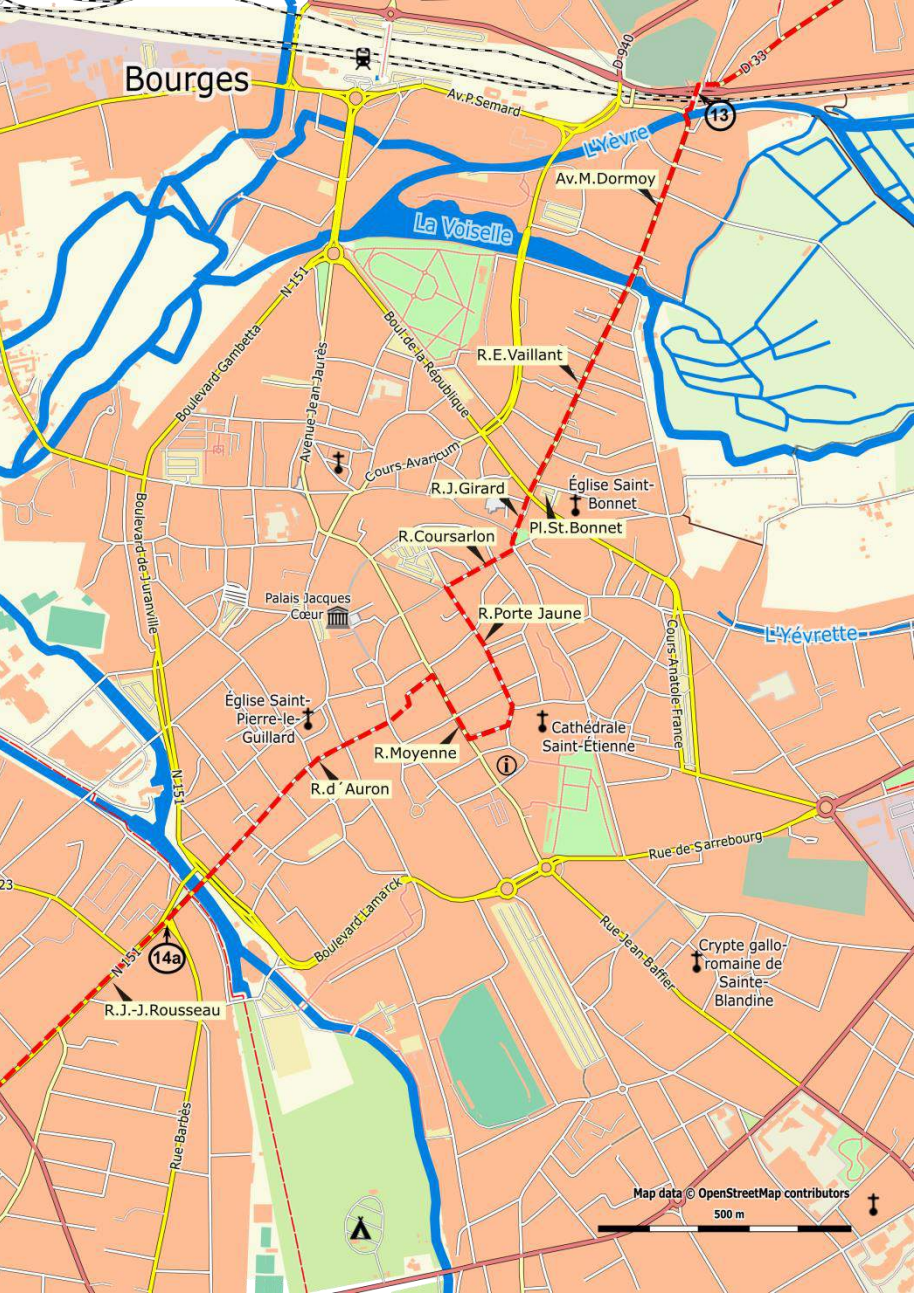 Bourges
D 940
D 33
Av.P.Semard
13
L'Yèvre
Av.M.Dormoy
La Voiselle
N 151
Boul.de la République
Boulevard Gambetta
Avenue-Jean-Jaurès
R.E.Vaillant
Cours-Avaricum
R.J.Girard
Église Saint-
Bonnet
Pl.St.Bonnet
R.Coursarlon
Boulevard-de-Juranville
Palais Jacques
Cœur
R.Porte Jaune
L'Yévrette
Cours-Anatole France
Église Saint-
Pierre-le-
Guillard
Cathédrale
Saint-Étienne
R.Moyenne
i
R.d´Auron
N 151
Rue-de Sarrebourg
23
Boulevard Lamarck
Rue Jean-Baffier
Crypte gallo-
romaine de
Sainte-
Blandine
N 151
14a
R.J.-J.Rousseau
Rue-Barbès
Map data © OpenStreetMap contributors
500 m